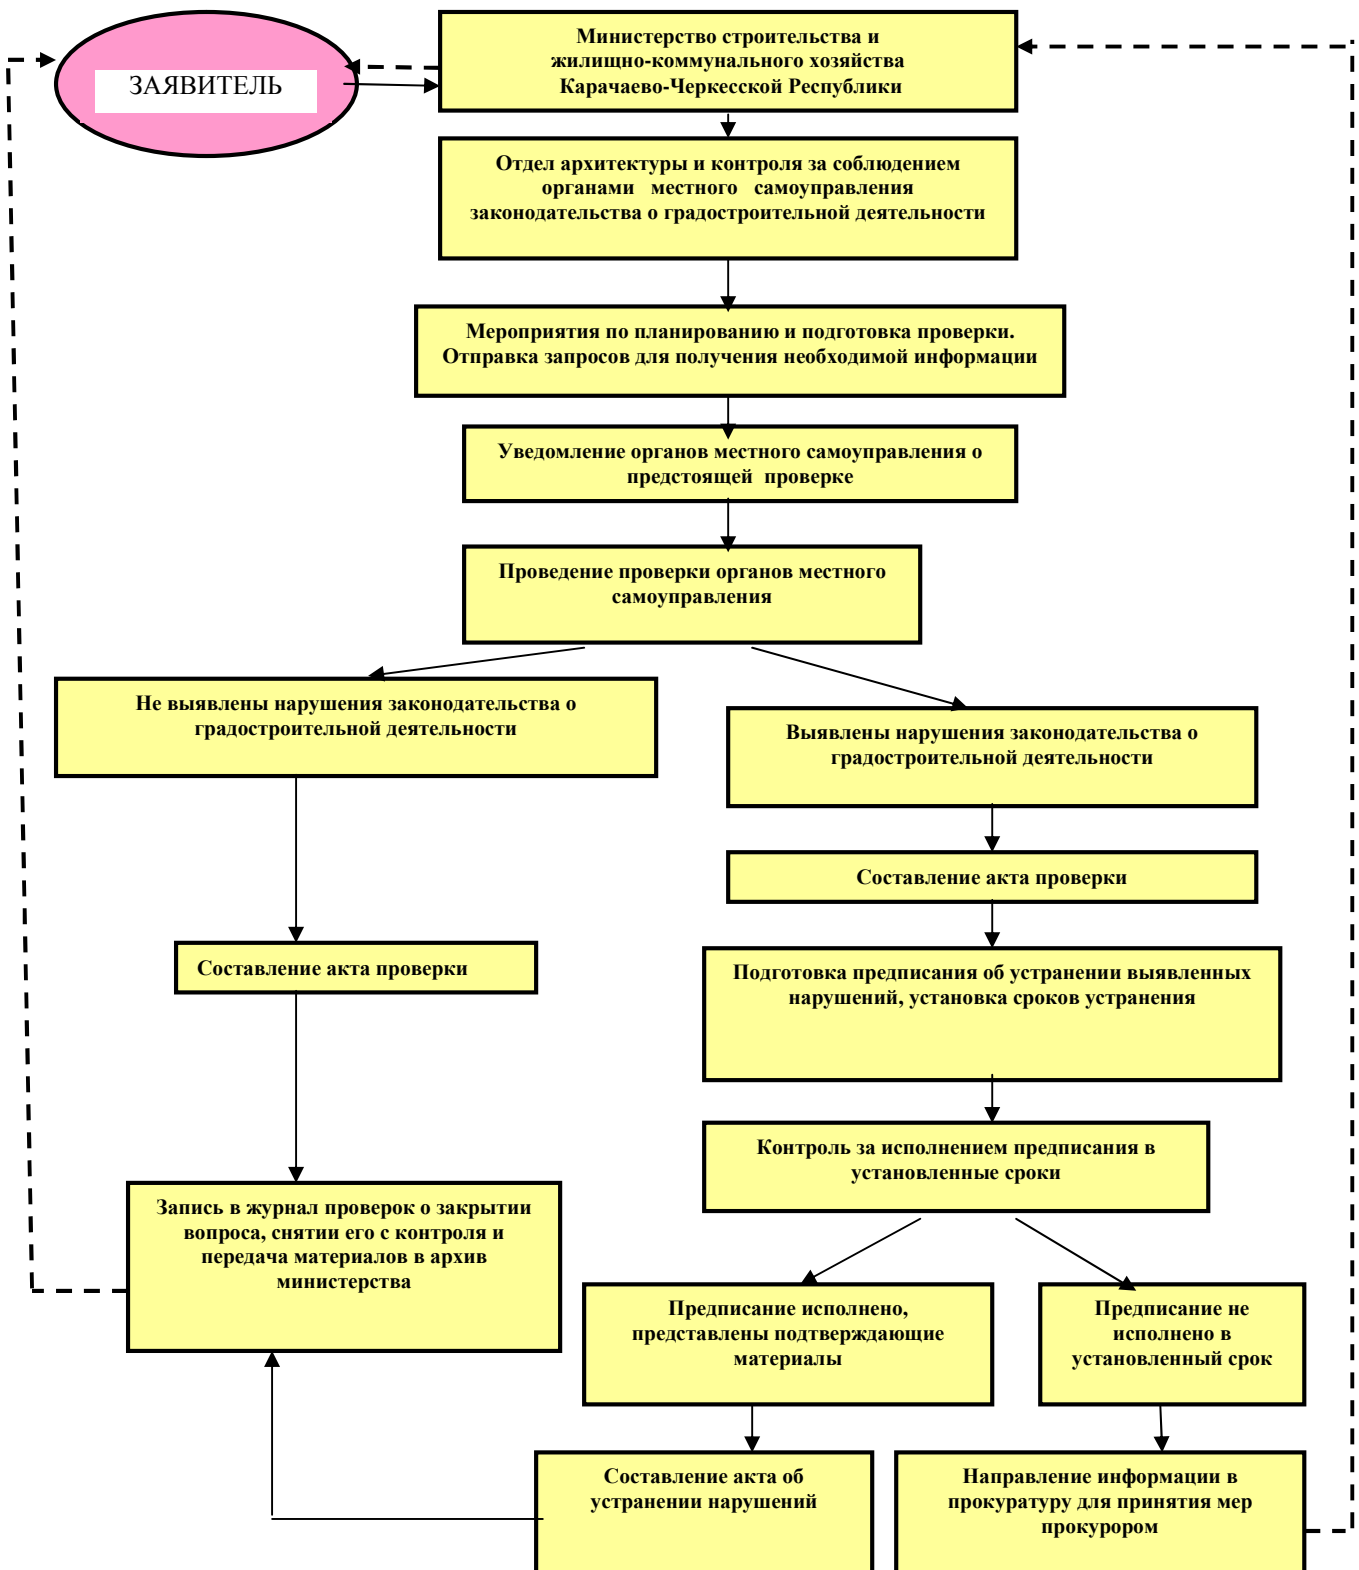 ЗАЯВИТЕЛЬ
Министерство строительства и
жилищно-коммунального хозяйства
Карачаево-Черкесской Республики
Отдел архитектуры и контроля за соблюдением
органами местного самоуправления
законодательства о градостроительной деятельности
Мероприятия по планированию и подготовка проверки.
Отправка запросов для получения необходимой информации
Уведомление органов местного самоуправления о
предстоящей проверке
Проведение проверки органов местного
самоуправления
Не выявлены нарушения законодательства о
градостроительной деятельности
Выявлены нарушения законодательства о
градостроительной деятельности
Составление акта проверки
Составление акта проверки
Подготовка предписания об устранении выявленных
нарушений, установка сроков устранения
Контроль за исполнением предписания в
установленные сроки
Запись в журнал проверок о закрытии
вопроса, снятии его с контроля и
передача материалов в архив
министерства
Предписание исполнено,
представлены подтверждающие
материалы
Предписание не
исполнено в
установленный срок
Составление акта об
устранении нарушений
Направление информации в
прокуратуру для принятия мер
прокурором